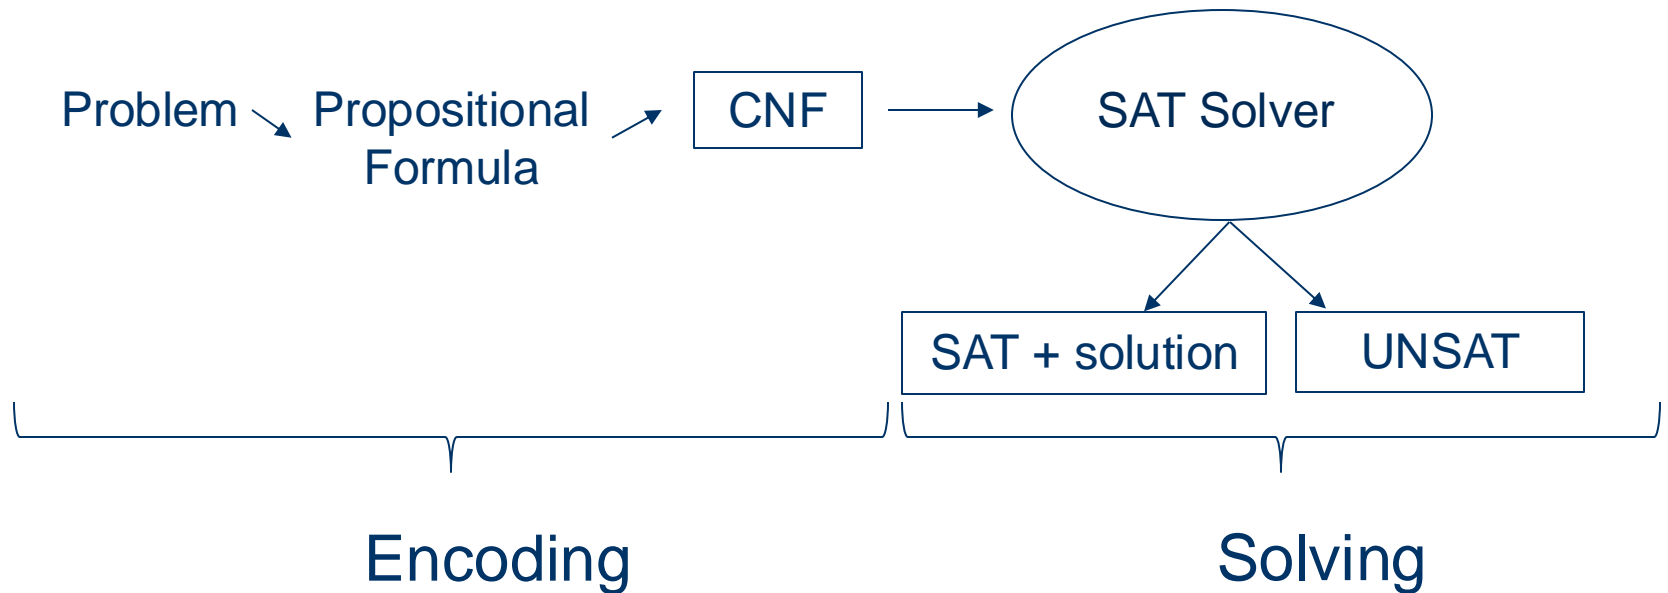 Problem
Propositional
Formula
CNF
SAT Solver
SAT + solution
UNSAT
Encoding
Solving